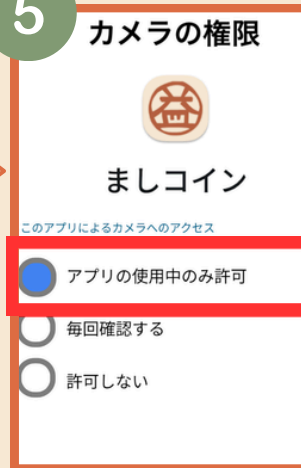 5
カメラの権限
益
ましコイン
このアプリによるカメラへのアクセス
アプリの使用中のみ許可
毎回確認する
許可しない